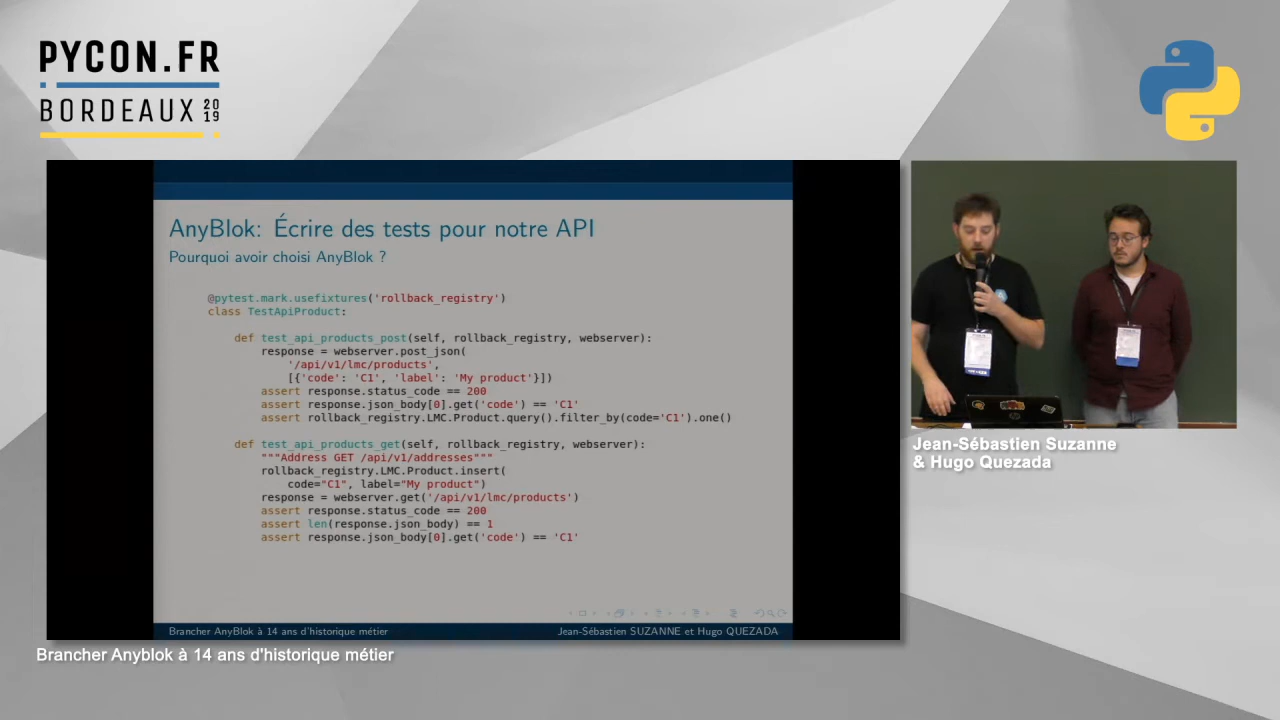 PYCON.FR
BORDEAUX 2019
AnyBlok: Écrire des tests pour notre API
Pourquoi avoir choisi AnyBlok ?
@pytest.mark.usefixtures('rollback_registry')
class TestApiProduct:
def test_api_products_post(self, rollback_registry, webserver):
response = webserver.post_json(
'/api/v1/lmc/products',
[{'code': 'C1', 'label': 'My product'}])
assert response.status_code == 200
assert response.json_body[0].get('code') == 'C1'
assert rollback_registry.LMC.Product.query().filter_by(code='C1').one()
def test_api_products_get(self, rollback_registry, webserver):
"""Address GET /api/v1/addresses"""
rollback_registry.LMC.Product.insert(
code="C1", label="My product")
response = webserver.get('/api/v1/lmc/products')
assert response.status_code == 200
assert len(response.json_body) == 1
assert response.json_body[0].get('code') == 'C1'
Brancher AnyBlok à 14 ans d'historique métier
Jean-Sébastien SUZANNE et Hugo QUEZADA
Jean-Sébastien Suzanne
& Hugo Quezada
Brancher Anyblok à 14 ans d'historique métier